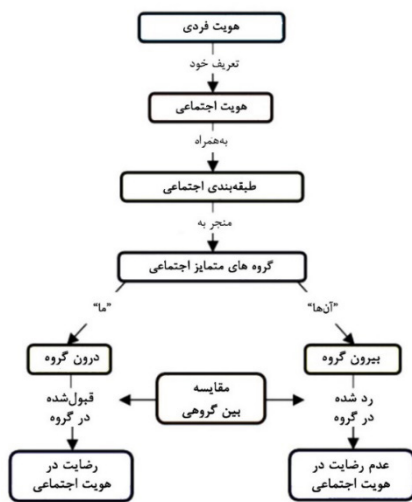 هویت فردی
تعریف خود
هویت اجتماعی
به‌همراه
طبقه‌بندی اجتماعی
منجر به
گروه های متمایز اجتماعی
"ما"
"آن‌ها"
درون گروه
بیرون گروه
مقایسه
بین گروهی
قبول‌شده
در گروه
رد شده
در گروه
رضایت در
هویت اجتماعی
عدم رضایت در
هویت اجتماعی